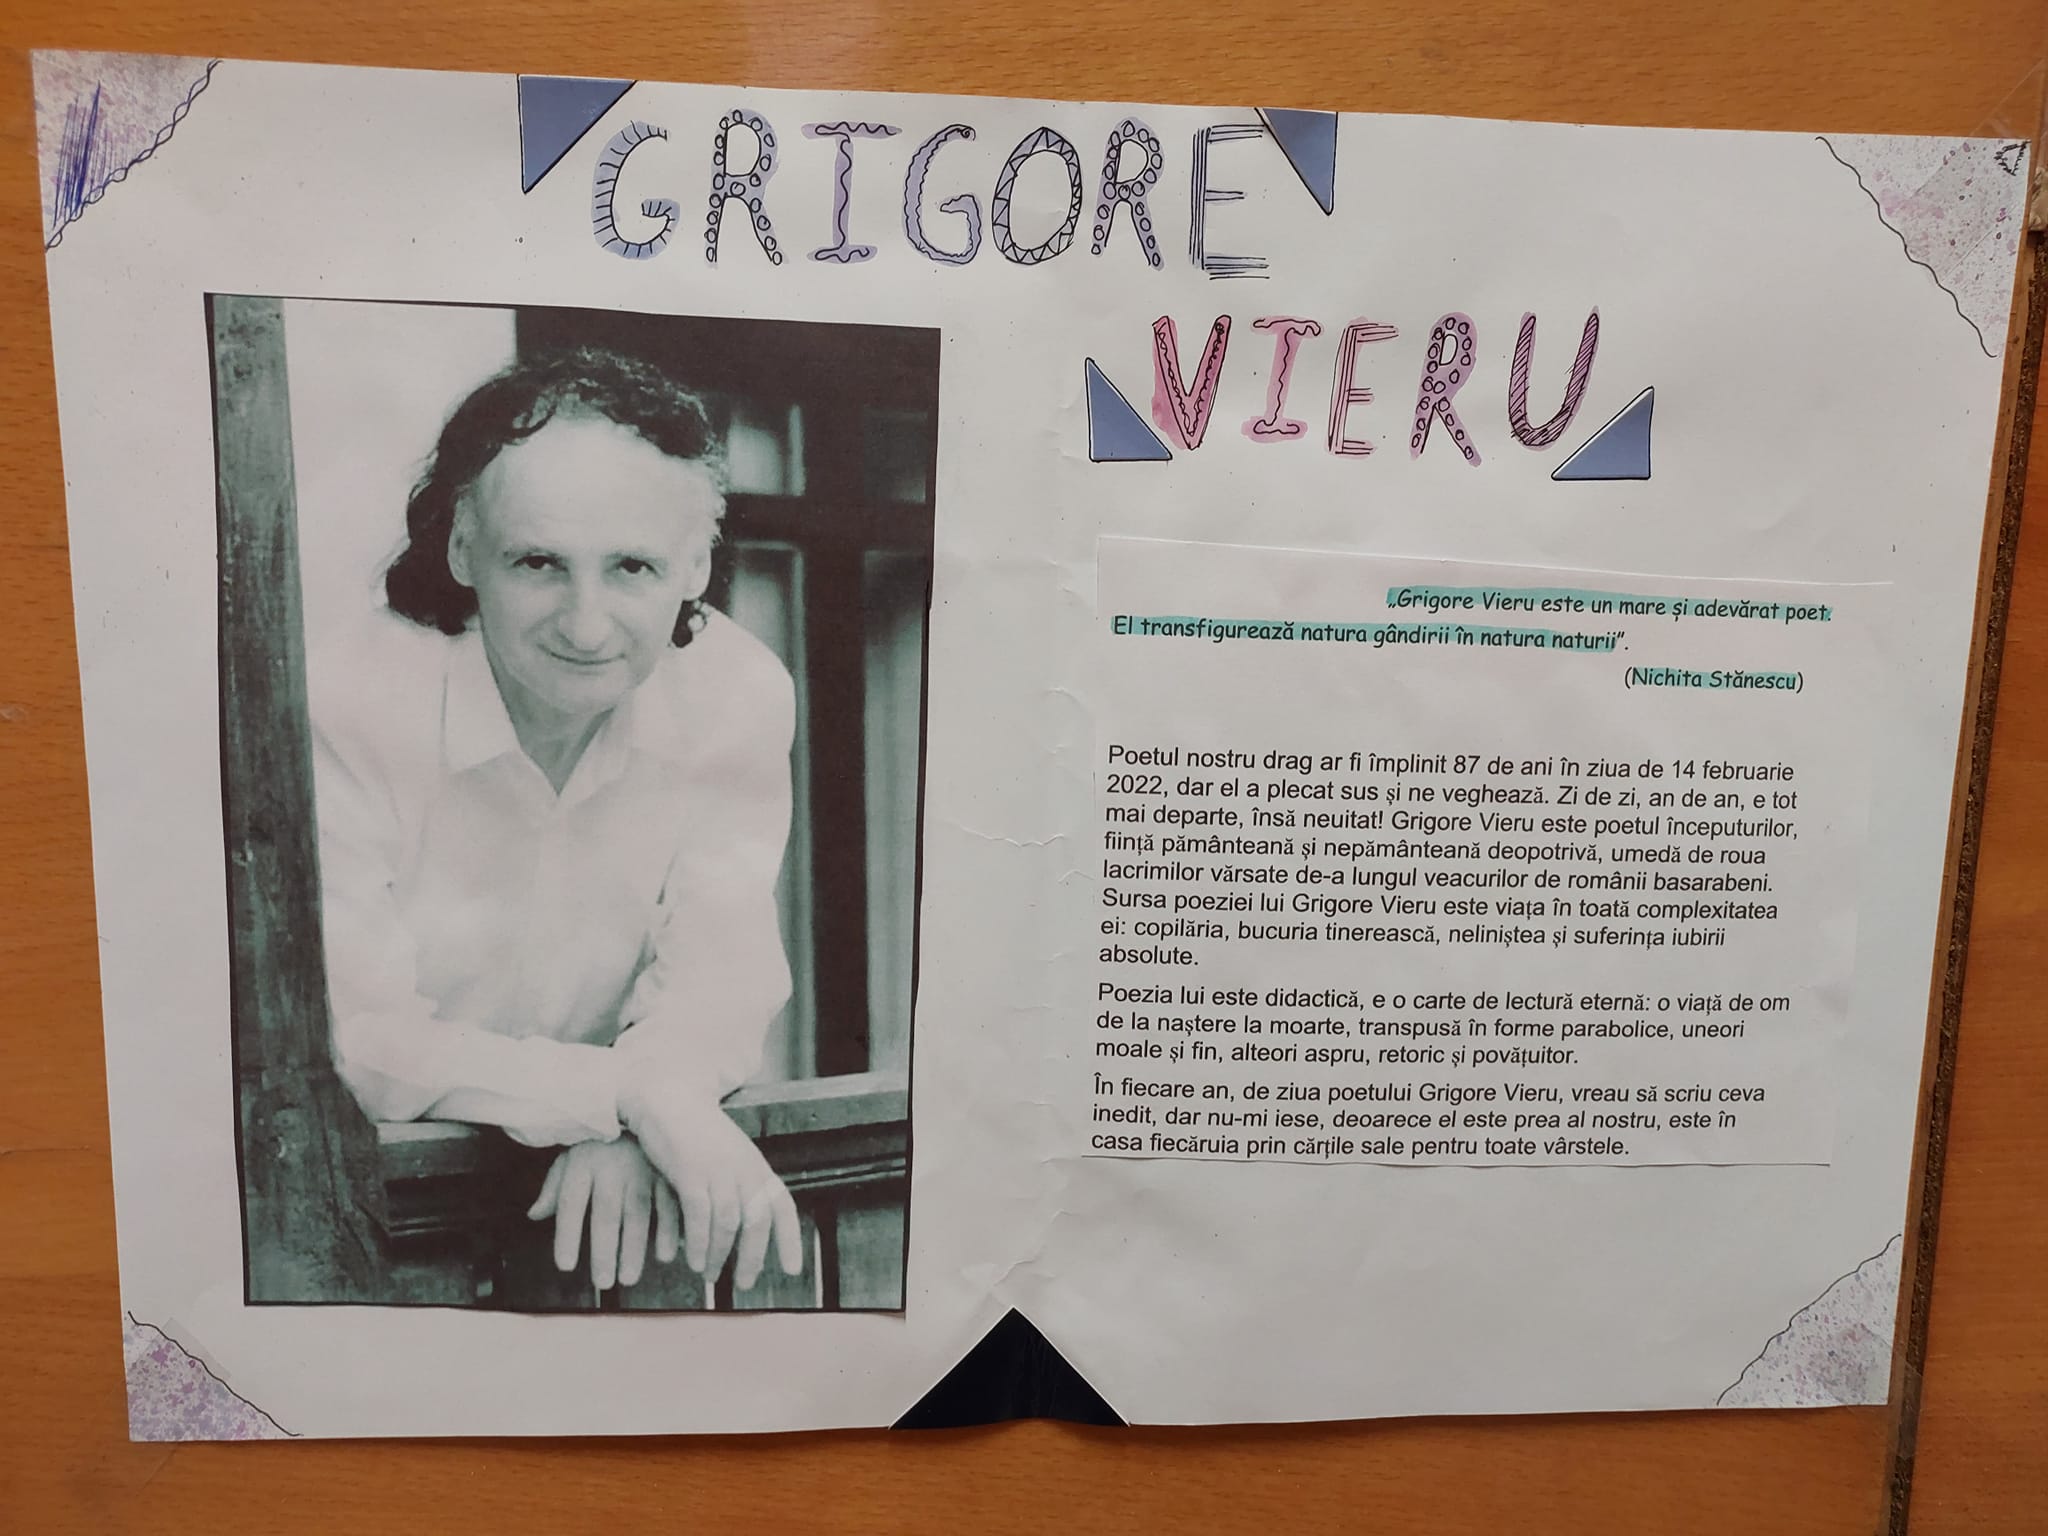 GRIGORE
VIERU
„Grigore Vieru este un mare și adevărat poet.
El transfigurează natura gândirii în natura naturii”.
(Nichita Stănescu)
Poetul nostru drag ar fi împlinit 87 de ani în ziua de 14 februarie
2022, dar el a plecat sus și ne veghează. Zi de zi, an de an, e tot
mai departe, însă neuitat! Grigore Vieru este poetul începuturilor,
ființă pământeană și nepământeană deopotrivă, umedă de roua
lacrimilor vărsate de-a lungul veacurilor de românii basarabeni.
Sursa poeziei lui Grigore Vieru este viața în toată complexitatea
ei: copilăria, bucuria tinerească, neliniștea și suferința iubirii
absolute.
Poezia lui este didactică, e o carte de lectură eternă: o viață de om
de la naștere la moarte, transpusă în forme parabolice, uneori
moale și fin, alteori aspru, retoric și povățuitor.
În fiecare an, de ziua poetului Grigore Vieru, vreau să scriu ceva
inedit, dar nu-mi iese, deoarece el este prea al nostru, este în
casa fiecăruia prin cărțile sale pentru toate vârstele.